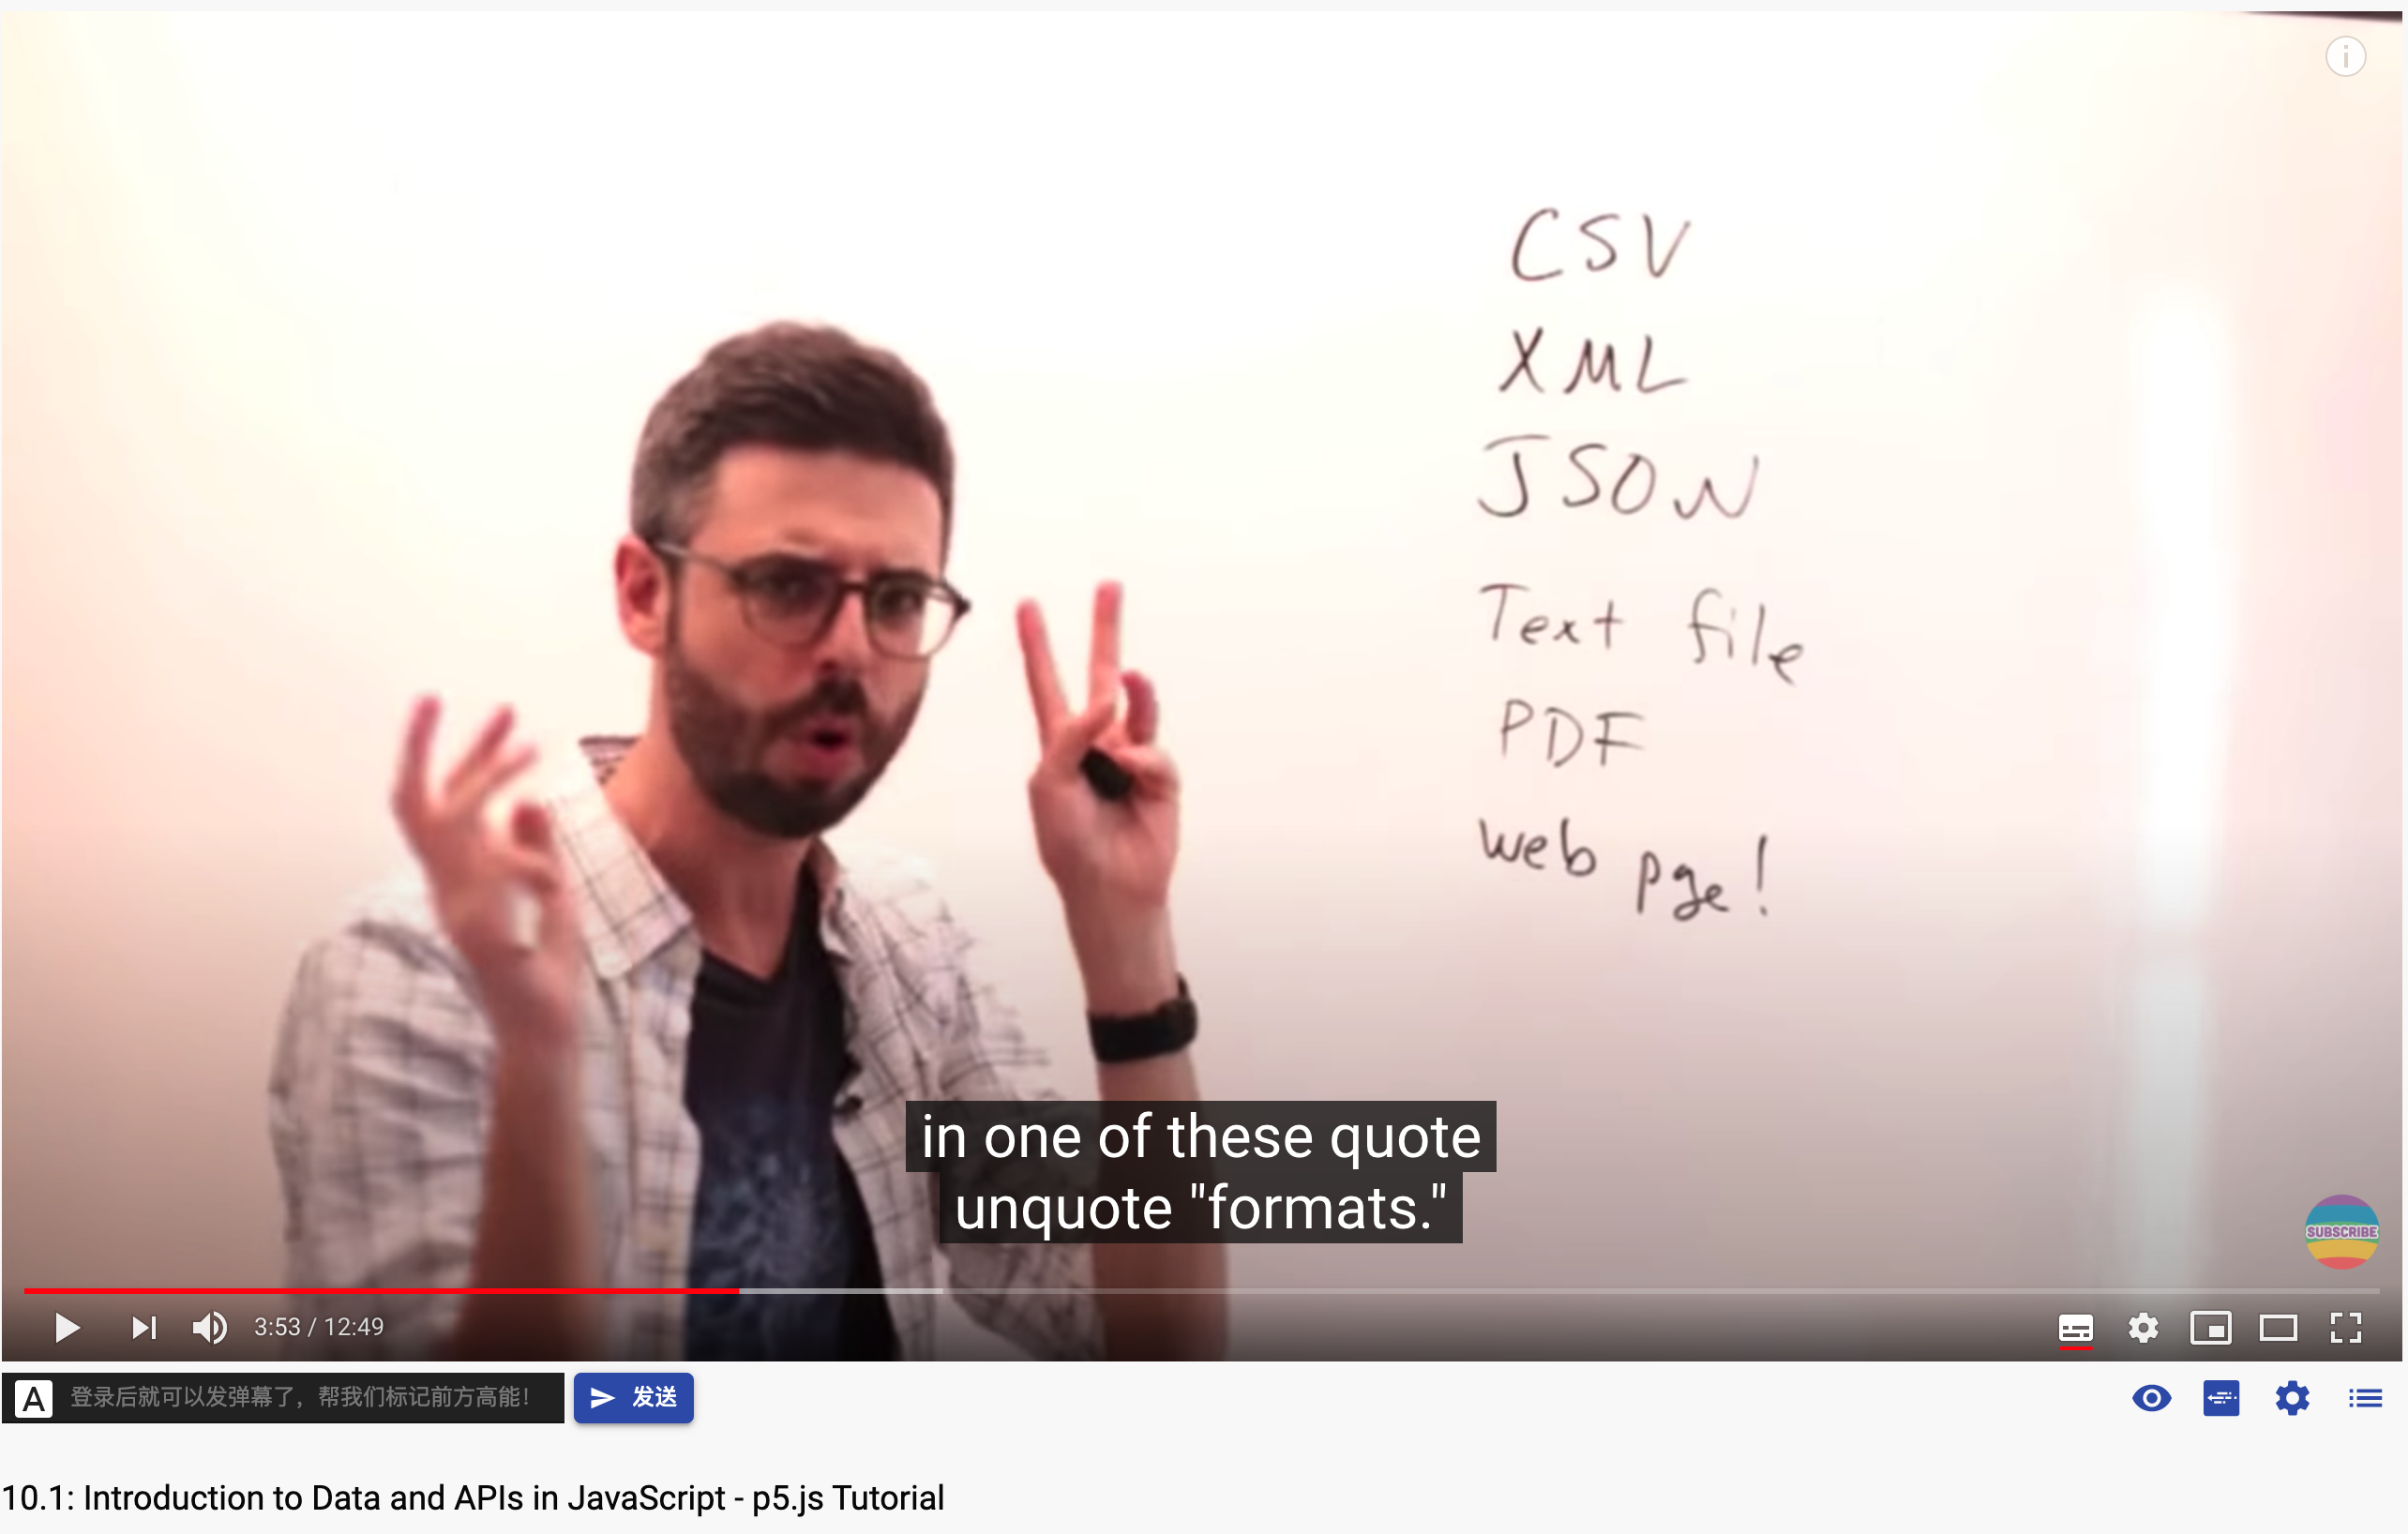 CSV
XML
JSON
Text file
PDF
web pge!
in one of these quote
unquote "formats."
SUBSCRIBE
3:53 / 12:49
A 登录后就可以发弹幕了，帮我们标记前方高能！ 发送
10.1: Introduction to Data and APIs in JavaScript - p5.js Tutorial